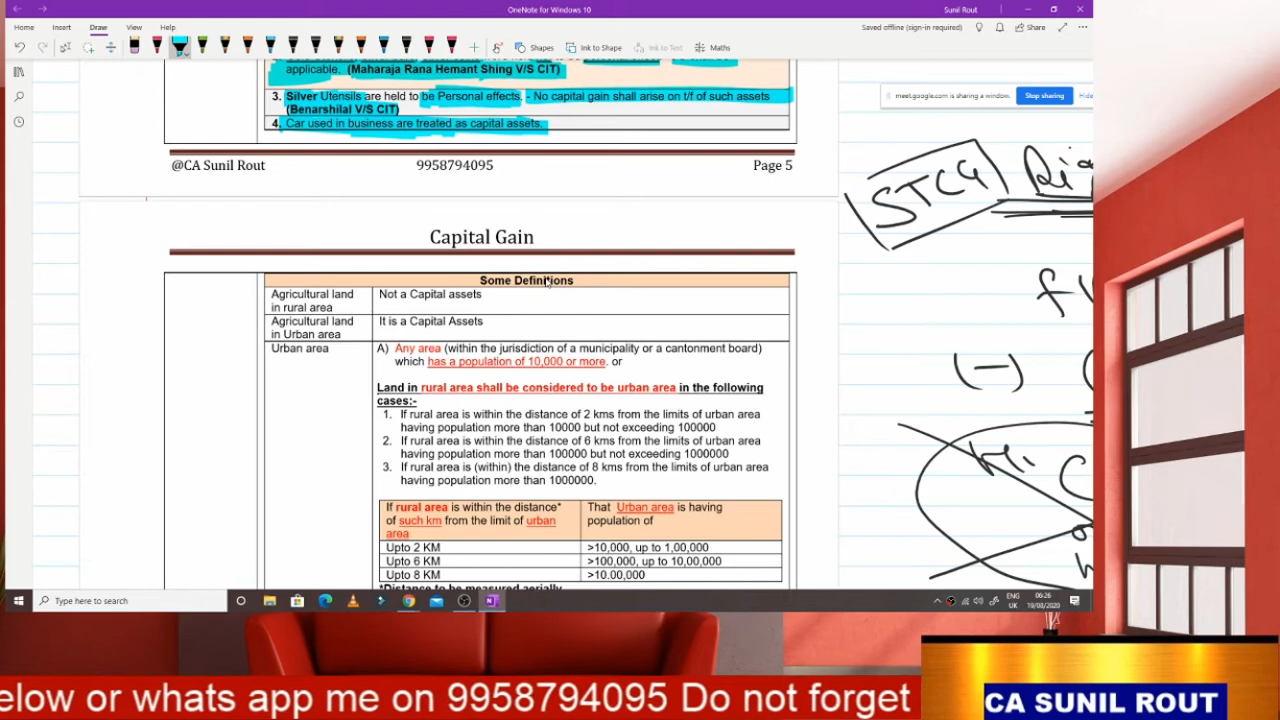 OneNote for Windows 10
Sunil Rout
Home Insert Draw View Help
Saved offline (sign-in required)
Share
Shapes Ink to Shape Ink to Text Maths
applicable. (Maharaja Rana Hemant Shing V/S CIT)
3. Silver Utensils are held to be Personal effects. - No capital gain shall arise on t/f of such assets
(Benarshilal V/S CIT)
4. Car used in business are treated as capital assets.
meet.google.com is sharing a window.
Stop sharing
Hide
@CA Sunil Rout 9958794095 Page 5
STCG
Capital Gain
Some Definitions
Agricultural land
in rural area
Not a Capital assets
Agricultural land
in Urban area
It is a Capital Assets
Urban area
A) Any area (within the jurisdiction of a municipality or a cantonment board)
which has a population of 10,000 or more. or
Land in rural area shall be considered to be urban area in the following
cases:-
1. If rural area is within the distance of 2 kms from the limits of urban area
having population more than 10000 but not exceeding 100000
2. If rural area is within the distance of 6 kms from the limits of urban area
having population more than 100000 but not exceeding 1000000
3. If rural area is (within) the distance of 8 kms from the limits of urban area
having population more than 1000000.
If rural area is within the distance*
of such km from the limit of urban
area
That Urban area is having
population of
Upto 2 KM >10,000, up to 1,00,000
Upto 6 KM >100,000, up to 10,00,000
Upto 8 KM >10.00,000
*Distance to be measured aerially
(-)
Type here to search
ENG
UK
06:26
19/08/2020
elow or whats app me on 9958794095 Do not forget
CA SUNIL ROUT